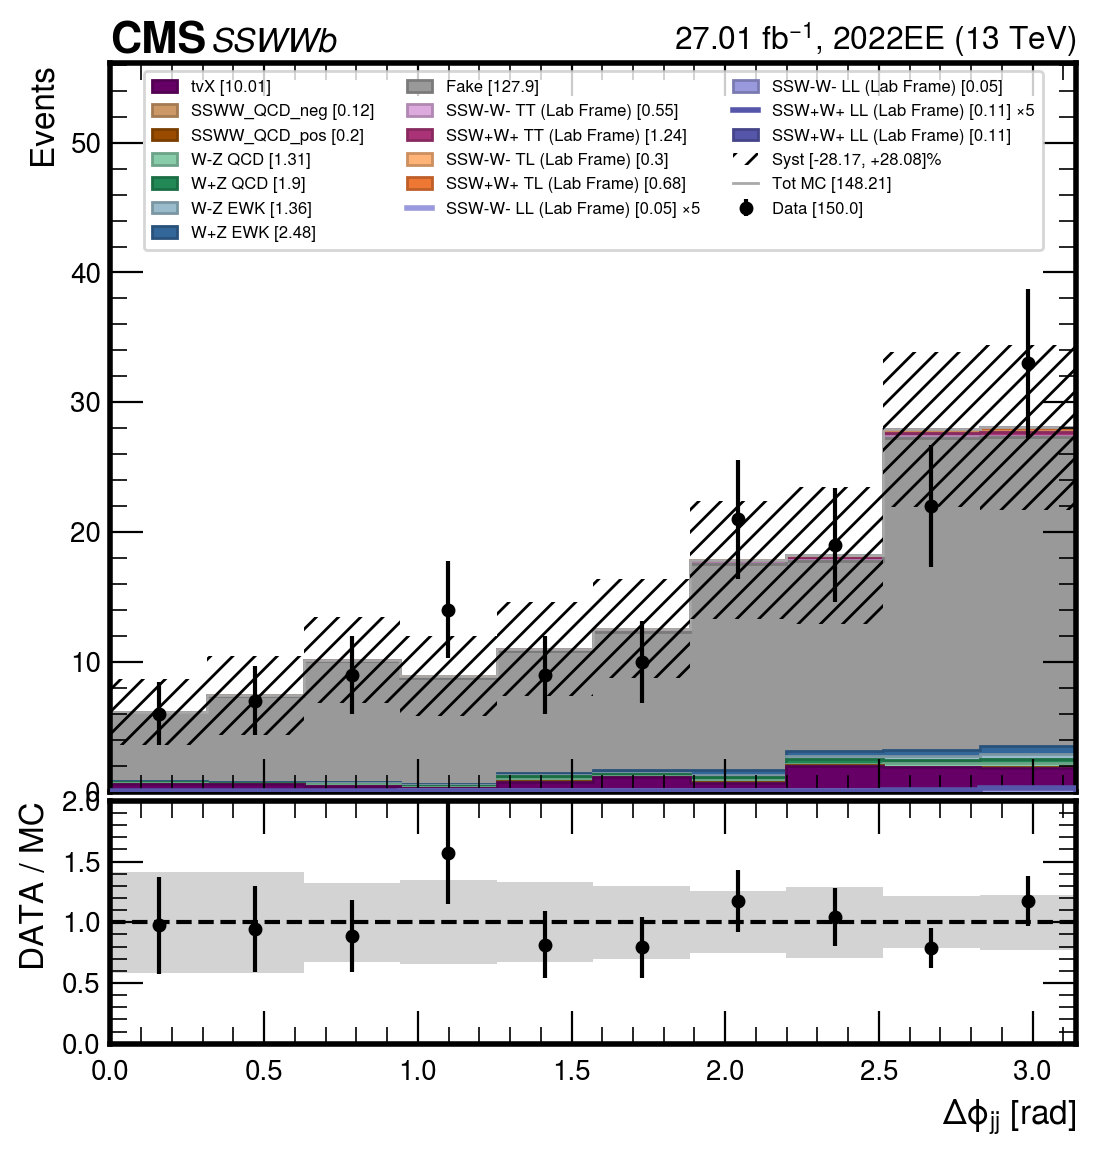 CMS SSWWb 27.01 fb⁻¹, 2022EE (13 TeV)
Events
tvX [10.01]
SSWW_QCD_neg [0.12]
SSWW_QCD_pos [0.2]
W-Z QCD [1.31]
W+Z QCD [1.9]
W-Z EWK [1.36]
W+Z EWK [2.48]
Fake [127.9]
SSW-W- TT (Lab Frame) [0.55]
SSW+W+ TT (Lab Frame) [1.24]
SSW-W- TL (Lab Frame) [0.3]
SSW+W+ TL (Lab Frame) [0.68]
SSW-W- LL (Lab Frame) [0.05] ×5
SSW-W- LL (Lab Frame) [0.05]
SSW+W+ LL (Lab Frame) [0.11] ×5
SSW+W+ LL (Lab Frame) [0.11]
Syst [-28.17, +28.08]%
Tot MC [148.21]
Data [150.0]
50
40
30
20
10
0
DATA / MC
2.0
1.5
1.0
0.5
0.0
0.0 0.5 1.0 1.5 2.0 2.5 3.0
Δϕjj [rad]